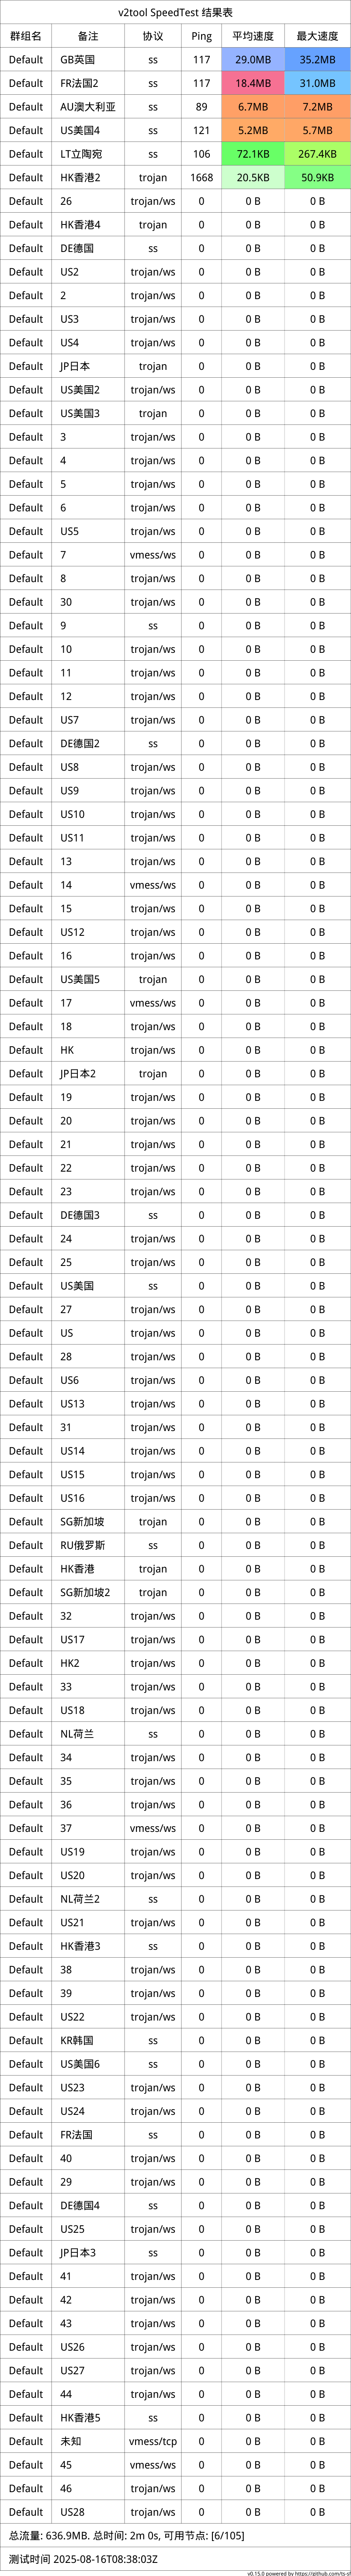 v2tool SpeedTest 结果表
群组名 备注 协议 Ping 平均速度 最大速度
Default GB英国 ss 117 29.0MB 35.2MB
Default FR法国2 ss 117 18.4MB 31.0MB
Default AU澳大利亚 ss 89 6.7MB 7.2MB
Default US美国4 ss 121 5.2MB 5.7MB
Default LT立陶宛 ss 106 72.1KB 267.4KB
Default HK香港2 trojan 1668 20.5KB 50.9KB
Default 26 trojan/ws 0 0 B 0 B
Default HK香港4 trojan 0 0 B 0 B
Default DE德国 ss 0 0 B 0 B
Default US2 trojan/ws 0 0 B 0 B
Default 2 trojan/ws 0 0 B 0 B
Default US3 trojan/ws 0 0 B 0 B
Default US4 trojan/ws 0 0 B 0 B
Default JP日本 trojan 0 0 B 0 B
Default US美国2 trojan/ws 0 0 B 0 B
Default US美国3 trojan 0 0 B 0 B
Default 3 trojan/ws 0 0 B 0 B
Default 4 trojan/ws 0 0 B 0 B
Default 5 trojan/ws 0 0 B 0 B
Default 6 trojan/ws 0 0 B 0 B
Default US5 trojan/ws 0 0 B 0 B
Default 7 vmess/ws 0 0 B 0 B
Default 8 trojan/ws 0 0 B 0 B
Default 30 trojan/ws 0 0 B 0 B
Default 9 ss 0 0 B 0 B
Default 10 trojan/ws 0 0 B 0 B
Default 11 trojan/ws 0 0 B 0 B
Default 12 trojan/ws 0 0 B 0 B
Default US7 trojan/ws 0 0 B 0 B
Default DE德国2 ss 0 0 B 0 B
Default US8 trojan/ws 0 0 B 0 B
Default US9 trojan/ws 0 0 B 0 B
Default US10 trojan/ws 0 0 B 0 B
Default US11 trojan/ws 0 0 B 0 B
Default 13 trojan/ws 0 0 B 0 B
Default 14 vmess/ws 0 0 B 0 B
Default 15 trojan/ws 0 0 B 0 B
Default US12 trojan/ws 0 0 B 0 B
Default 16 trojan/ws 0 0 B 0 B
Default US美国5 trojan 0 0 B 0 B
Default 17 vmess/ws 0 0 B 0 B
Default 18 trojan/ws 0 0 B 0 B
Default HK trojan/ws 0 0 B 0 B
Default JP日本2 trojan 0 0 B 0 B
Default 19 trojan/ws 0 0 B 0 B
Default 20 trojan/ws 0 0 B 0 B
Default 21 trojan/ws 0 0 B 0 B
Default 22 trojan/ws 0 0 B 0 B
Default 23 trojan/ws 0 0 B 0 B
Default DE德国3 ss 0 0 B 0 B
Default 24 trojan/ws 0 0 B 0 B
Default 25 trojan/ws 0 0 B 0 B
Default US美国 ss 0 0 B 0 B
Default 27 trojan/ws 0 0 B 0 B
Default US trojan/ws 0 0 B 0 B
Default 28 trojan/ws 0 0 B 0 B
Default US6 trojan/ws 0 0 B 0 B
Default US13 trojan/ws 0 0 B 0 B
Default 31 trojan/ws 0 0 B 0 B
Default US14 trojan/ws 0 0 B 0 B
Default US15 trojan/ws 0 0 B 0 B
Default US16 trojan/ws 0 0 B 0 B
Default SG新加坡 trojan 0 0 B 0 B
Default RU俄罗斯 ss 0 0 B 0 B
Default HK香港 trojan 0 0 B 0 B
Default SG新加坡2 trojan 0 0 B 0 B
Default 32 trojan/ws 0 0 B 0 B
Default US17 trojan/ws 0 0 B 0 B
Default HK2 trojan/ws 0 0 B 0 B
Default 33 trojan/ws 0 0 B 0 B
Default US18 trojan/ws 0 0 B 0 B
Default NL荷兰 ss 0 0 B 0 B
Default 34 trojan/ws 0 0 B 0 B
Default 35 trojan/ws 0 0 B 0 B
Default 36 trojan/ws 0 0 B 0 B
Default 37 vmess/ws 0 0 B 0 B
Default US19 trojan/ws 0 0 B 0 B
Default US20 trojan/ws 0 0 B 0 B
Default NL荷兰2 ss 0 0 B 0 B
Default US21 trojan/ws 0 0 B 0 B
Default HK香港3 ss 0 0 B 0 B
Default 38 trojan/ws 0 0 B 0 B
Default 39 trojan/ws 0 0 B 0 B
Default US22 trojan/ws 0 0 B 0 B
Default KR韩国 ss 0 0 B 0 B
Default US美国6 ss 0 0 B 0 B
Default US23 trojan/ws 0 0 B 0 B
Default US24 trojan/ws 0 0 B 0 B
Default FR法国 ss 0 0 B 0 B
Default 40 trojan/ws 0 0 B 0 B
Default 29 trojan/ws 0 0 B 0 B
Default DE德国4 ss 0 0 B 0 B
Default US25 trojan/ws 0 0 B 0 B
Default JP日本3 ss 0 0 B 0 B
Default 41 trojan/ws 0 0 B 0 B
Default 42 trojan/ws 0 0 B 0 B
Default 43 trojan/ws 0 0 B 0 B
Default US26 trojan/ws 0 0 B 0 B
Default US27 trojan/ws 0 0 B 0 B
Default 44 trojan/ws 0 0 B 0 B
Default HK香港5 ss 0 0 B 0 B
Default 未知 vmess/tcp 0 0 B 0 B
Default 45 vmess/ws 0 0 B 0 B
Default 46 trojan/ws 0 0 B 0 B
Default US28 trojan/ws 0 0 B 0 B
总流量: 636.9MB. 总时间: 2m 0s, 可用节点: [6/105]
测试时间 2025-08-16T08:38:03Z
v0.15.0 powered by https://github.com/ts-sf